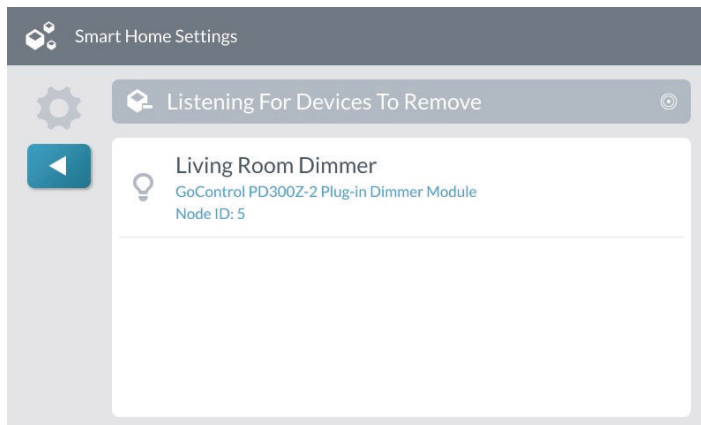 Smart Home Settings
Listening For Devices To Remove
Living Room Dimmer
GoControl PD300Z-2 Plug-in Dimmer Module
Node ID: 5